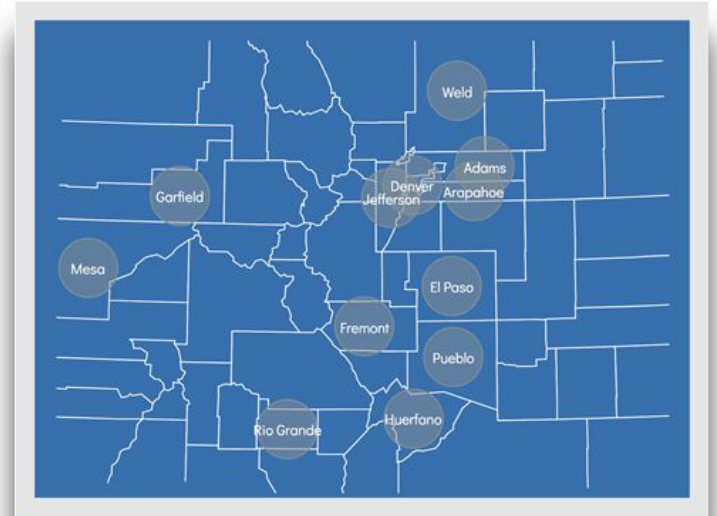 Weld
Adams
Denver
Arapahoe
Jefferson
Garfield
Mesa
El Paso
Fremont
Pueblo
Huerfano
Rio Grande